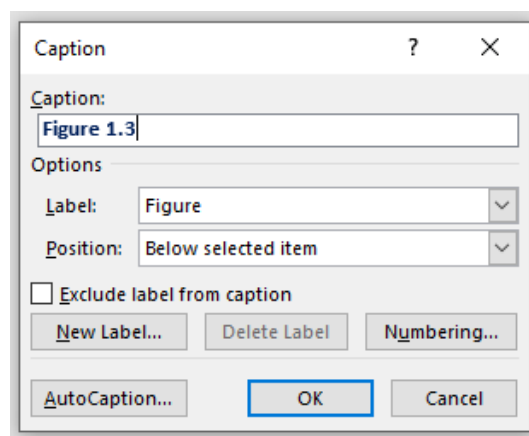 Caption ?
Caption:
Figure 1.3
Options
Label: Figure
Position: Below selected item
Exclude label from caption
New Label... Delete Label Numbering...
AutoCaption... OK Cancel